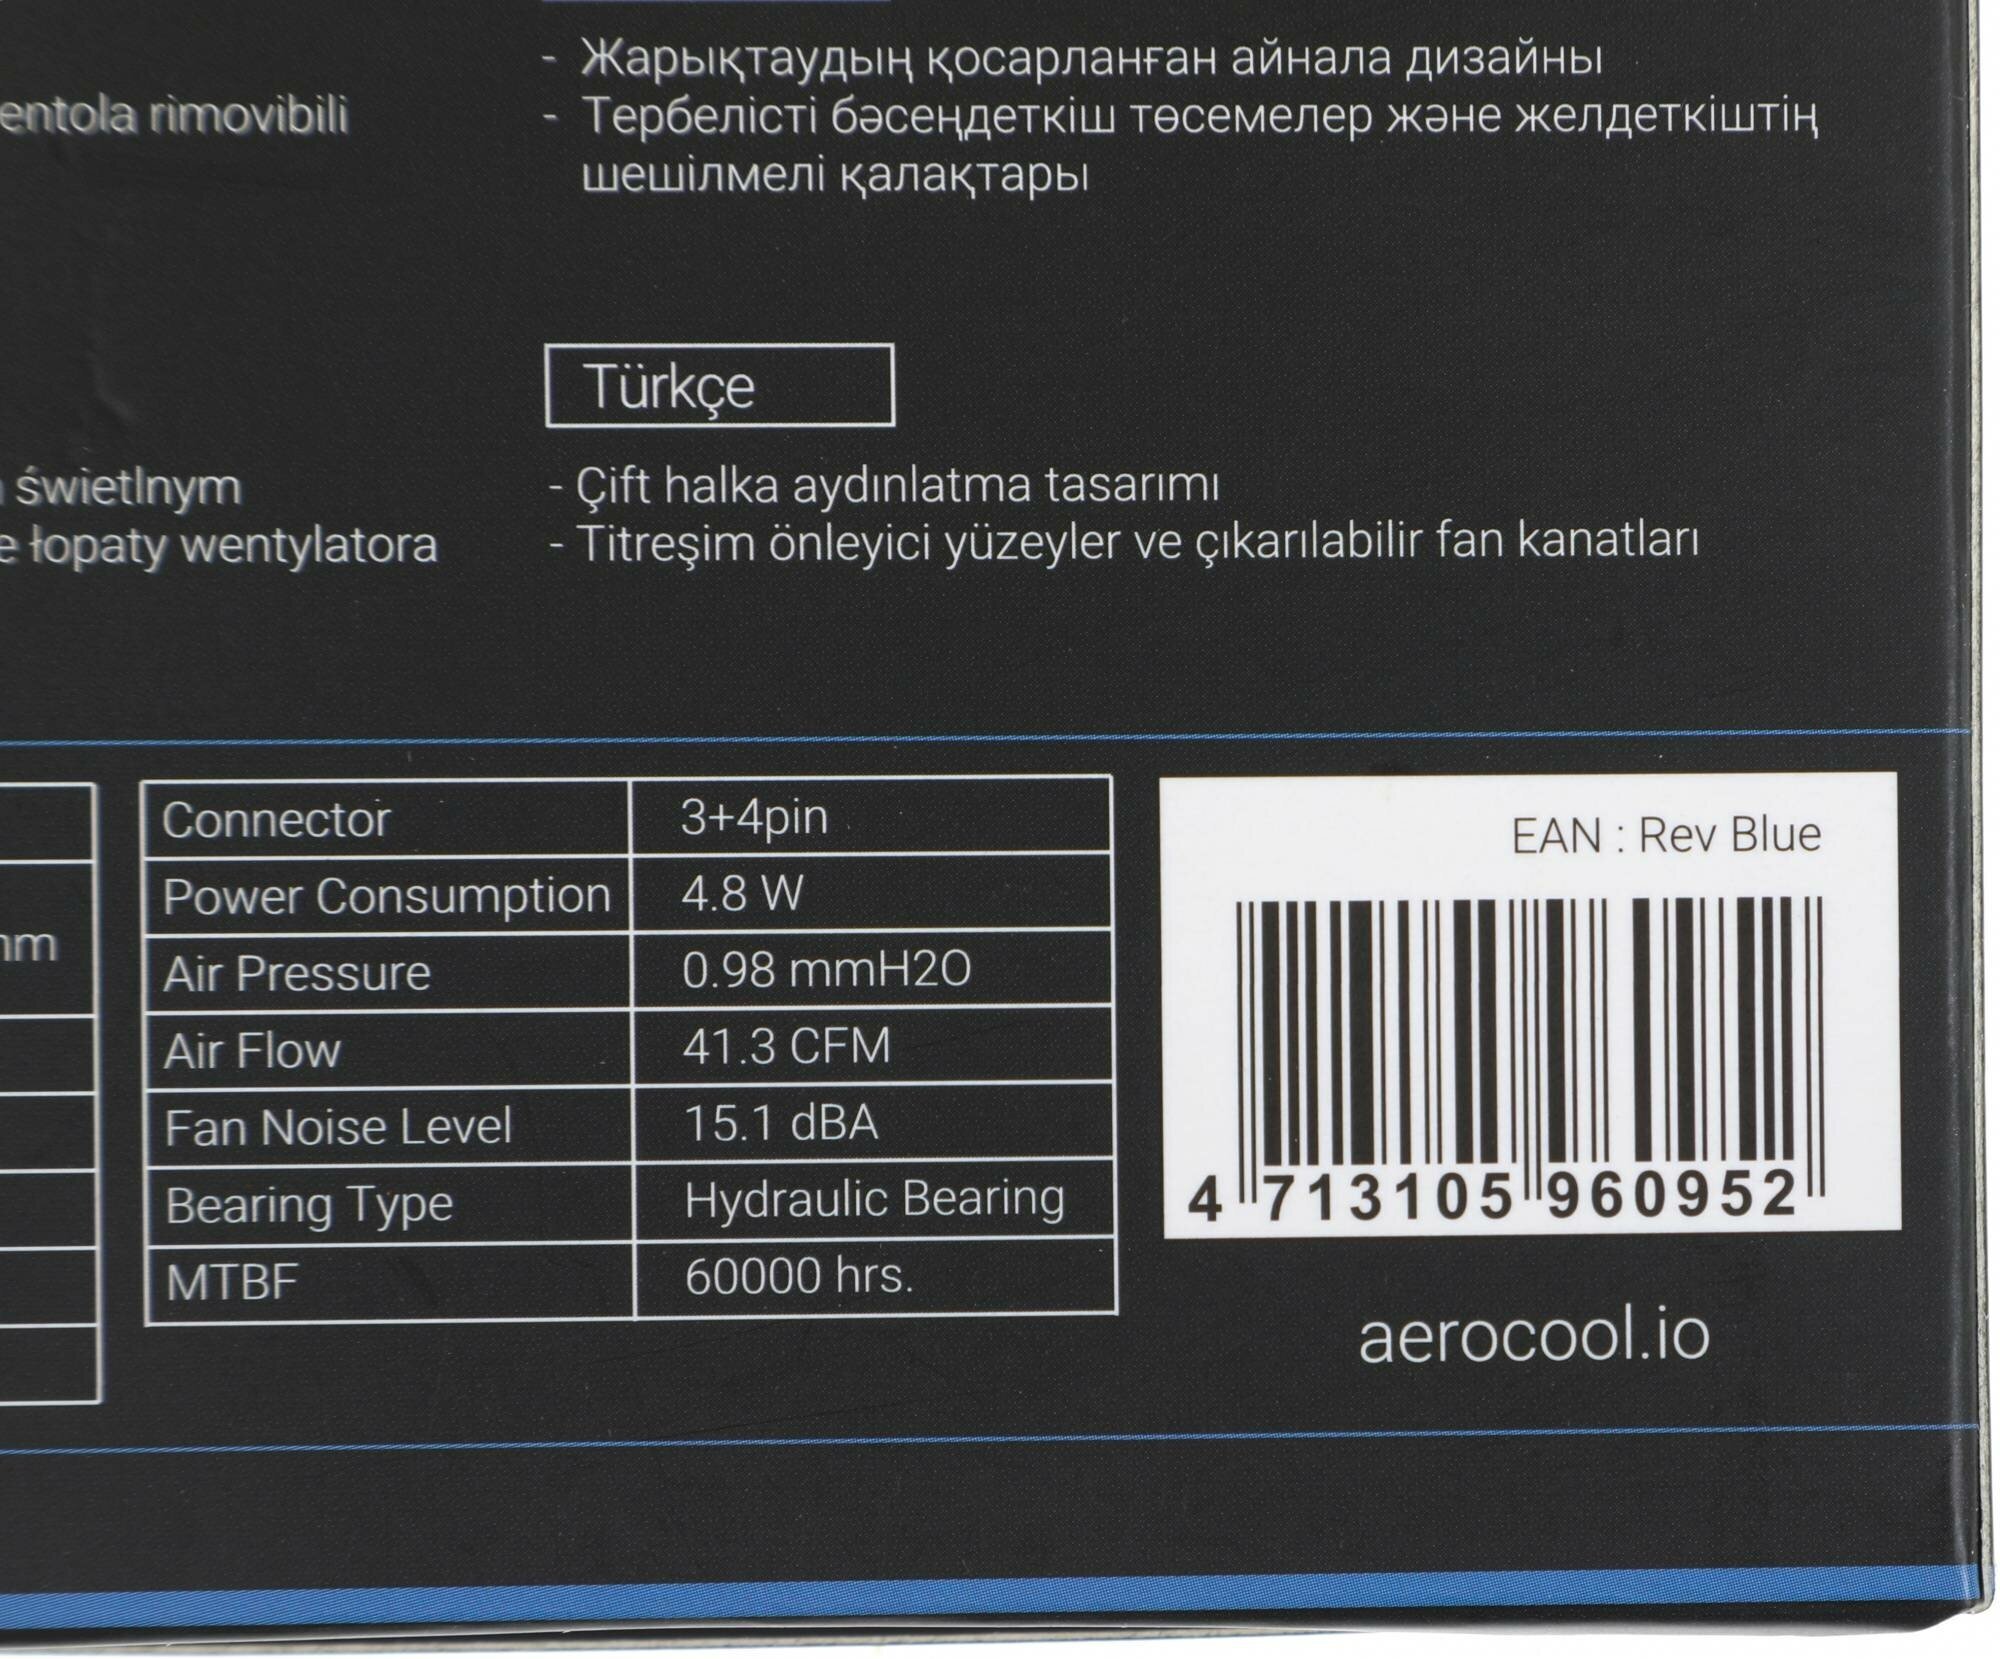 entola rimovibili
- Жарықтаудың қосарланған айнала дизайны
- Тербелісті бәсеңдеткіш төсемелер және желдеткіштің
шешілмелі қалақтары
świetlnym
e łopaty wentylatora
Türkçe
- Çift halka aydınlatma tasarımı
- Titreşim önleyici yüzeyler ve çıkarılabilir fan kanatları
Connector 3+4pin
Power Consumption 4.8 W
Air Pressure 0.98 mmH2O
Air Flow 41.3 CFM
Fan Noise Level 15.1 dBA
Bearing Type Hydraulic Bearing
MTBF 60000 hrs.
EAN : Rev Blue
4 713105 960952
aerocool.io